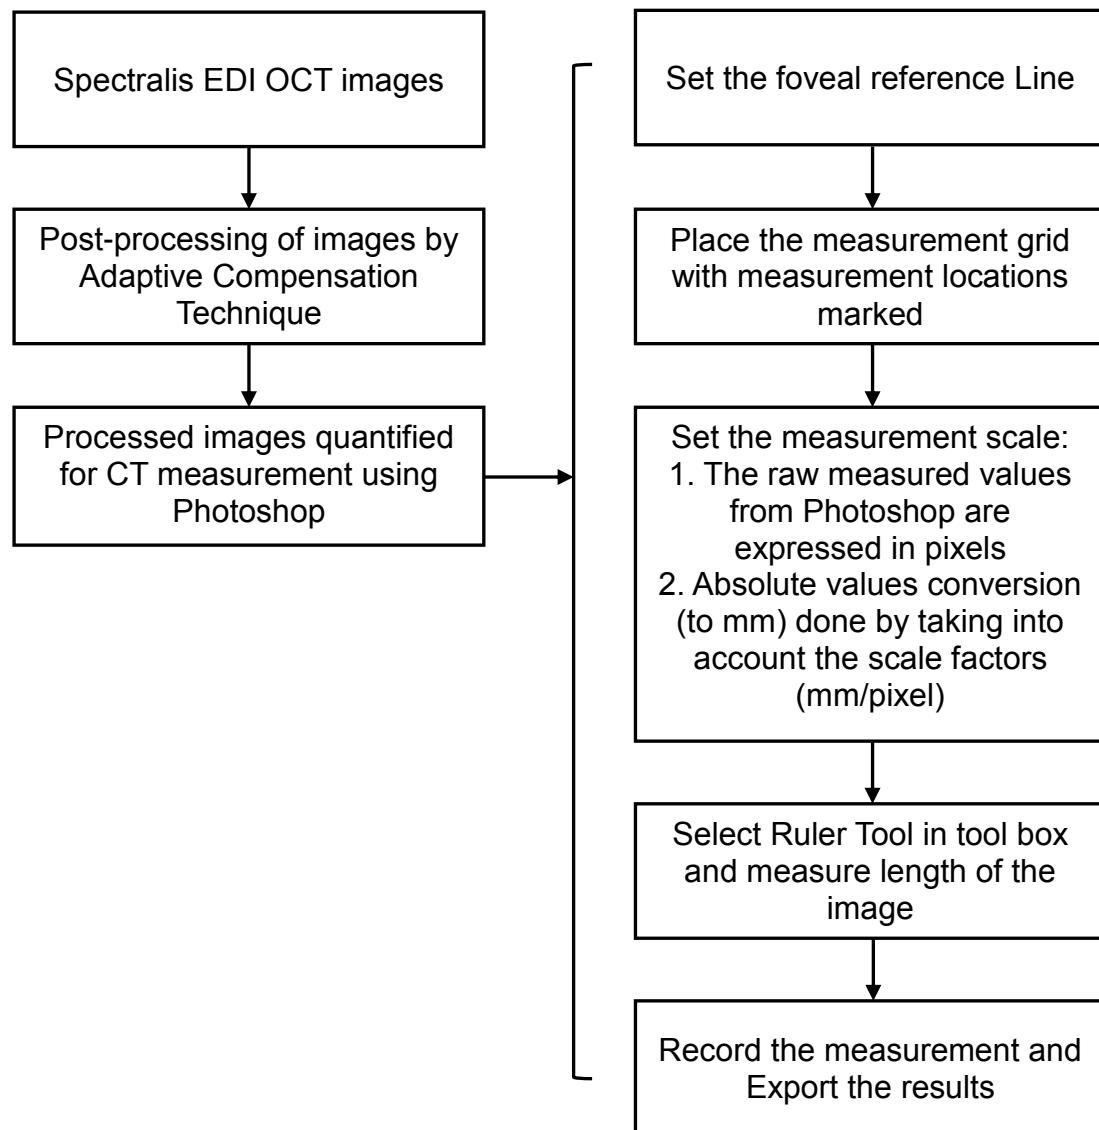 Spectralis EDI OCT images
Post-processing of images by
Adaptive Compensation
Technique
Processed images quantified
for CT measurement using
Photoshop
Set the foveal reference Line
Place the measurement grid
with measurement locations
marked
Set the measurement scale:
1. The raw measured values
from Photoshop are
expressed in pixels
2. Absolute values conversion
(to mm) done by taking into
account the scale factors
(mm/pixel)
Select Ruler Tool in tool box
and measure length of the
image
Record the measurement and
Export the results